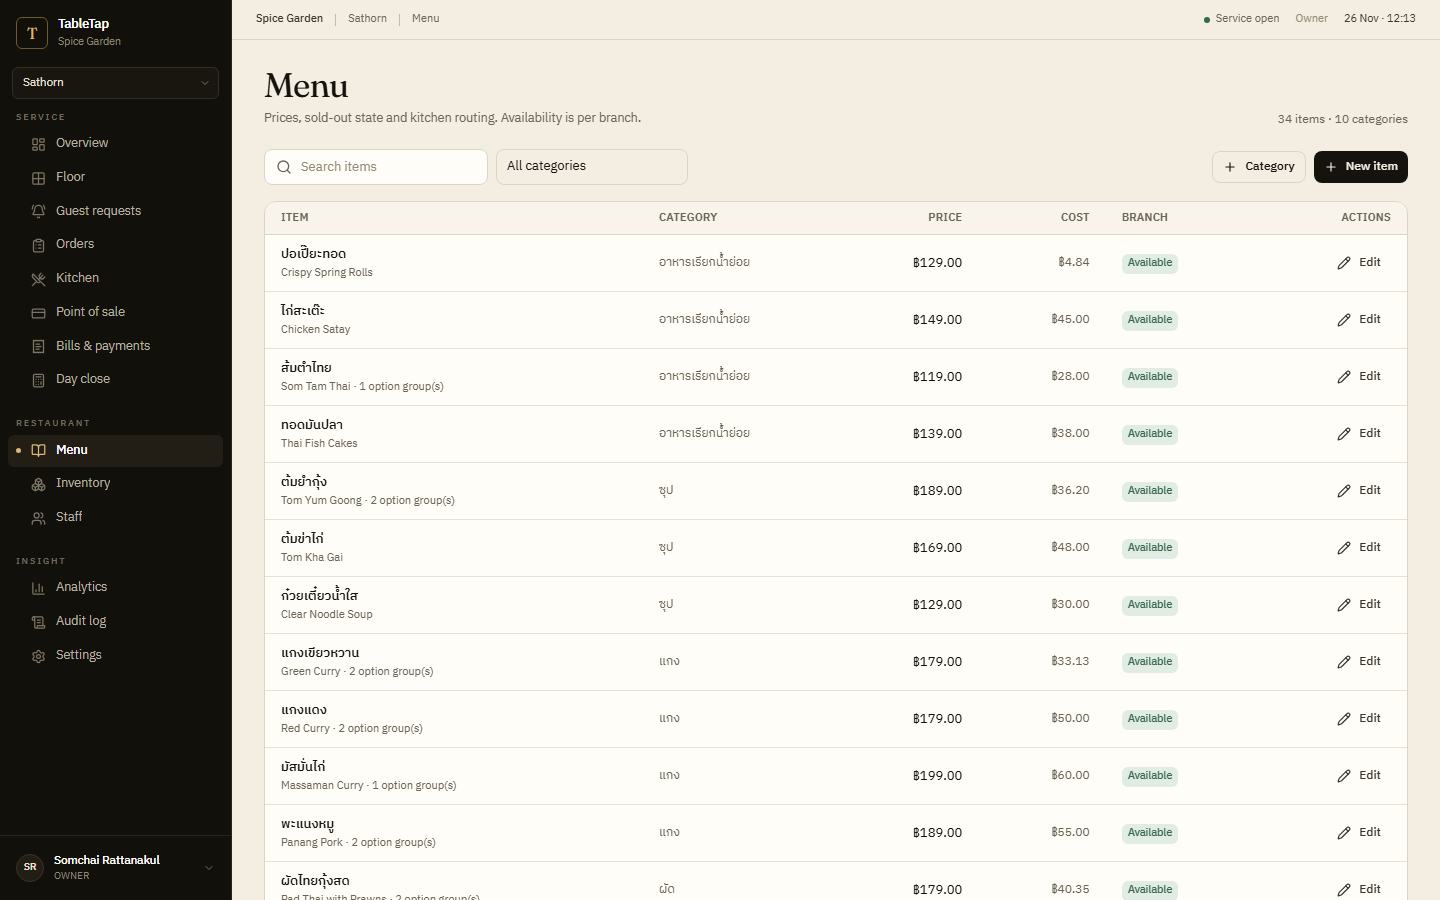 T
TableTap
Spice Garden
Sathorn
SERVICE
Overview
Floor
Guest requests
Orders
Kitchen
Point of sale
Bills & payments
Day close
RESTAURANT
Menu
Inventory
Staff
INSIGHT
Analytics
Audit log
Settings
SR
Somchai Rattanakul
OWNER
Spice Garden Sathorn Menu
Service open Owner 26 Nov · 12:13
Menu
Prices, sold-out state and kitchen routing. Availability is per branch.
34 items · 10 categories
Search items
All categories
+ Category
+ New item
ITEM CATEGORY PRICE COST BRANCH ACTIONS
ปอเปี๊ยะทอด
Crispy Spring Rolls
อาหารเรียกน้ำย่อย ฿129.00 ฿4.84 Available Edit
ไก่สะเต๊ะ
Chicken Satay
อาหารเรียกน้ำย่อย ฿149.00 ฿45.00 Available Edit
ส้มตำไทย
Som Tam Thai · 1 option group(s)
อาหารเรียกน้ำย่อย ฿119.00 ฿28.00 Available Edit
ทอดมันปลา
Thai Fish Cakes
อาหารเรียกน้ำย่อย ฿139.00 ฿38.00 Available Edit
ต้มยำกุ้ง
Tom Yum Goong · 2 option group(s)
ซุป ฿189.00 ฿36.20 Available Edit
ต้มข่าไก่
Tom Kha Gai
ซุป ฿169.00 ฿48.00 Available Edit
ก๋วยเตี๋ยวน้ำใส
Clear Noodle Soup
ซุป ฿129.00 ฿30.00 Available Edit
แกงเขียวหวาน
Green Curry · 2 option group(s)
แกง ฿179.00 ฿33.13 Available Edit
แกงแดง
Red Curry · 2 option group(s)
แกง ฿179.00 ฿50.00 Available Edit
มัสมั่นไก่
Massaman Curry · 1 option group(s)
แกง ฿199.00 ฿60.00 Available Edit
พะแนงหมู
Panang Pork · 2 option group(s)
แกง ฿189.00 ฿55.00 Available Edit
ผัดไทยกุ้งสด
Pad Thai with Prawns · 2 option group(s)
ผัด ฿179.00 ฿40.35 Available Edit